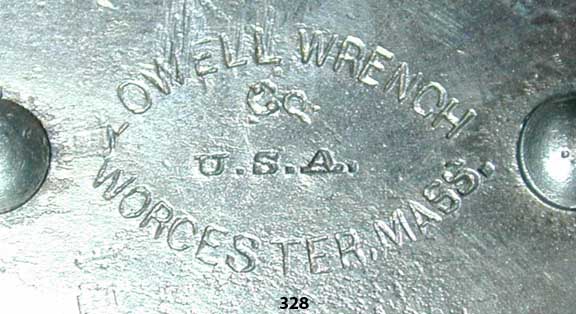 LOWELL WRENCH
CO.
U.S.A.
WORCESTER, MASS.
328